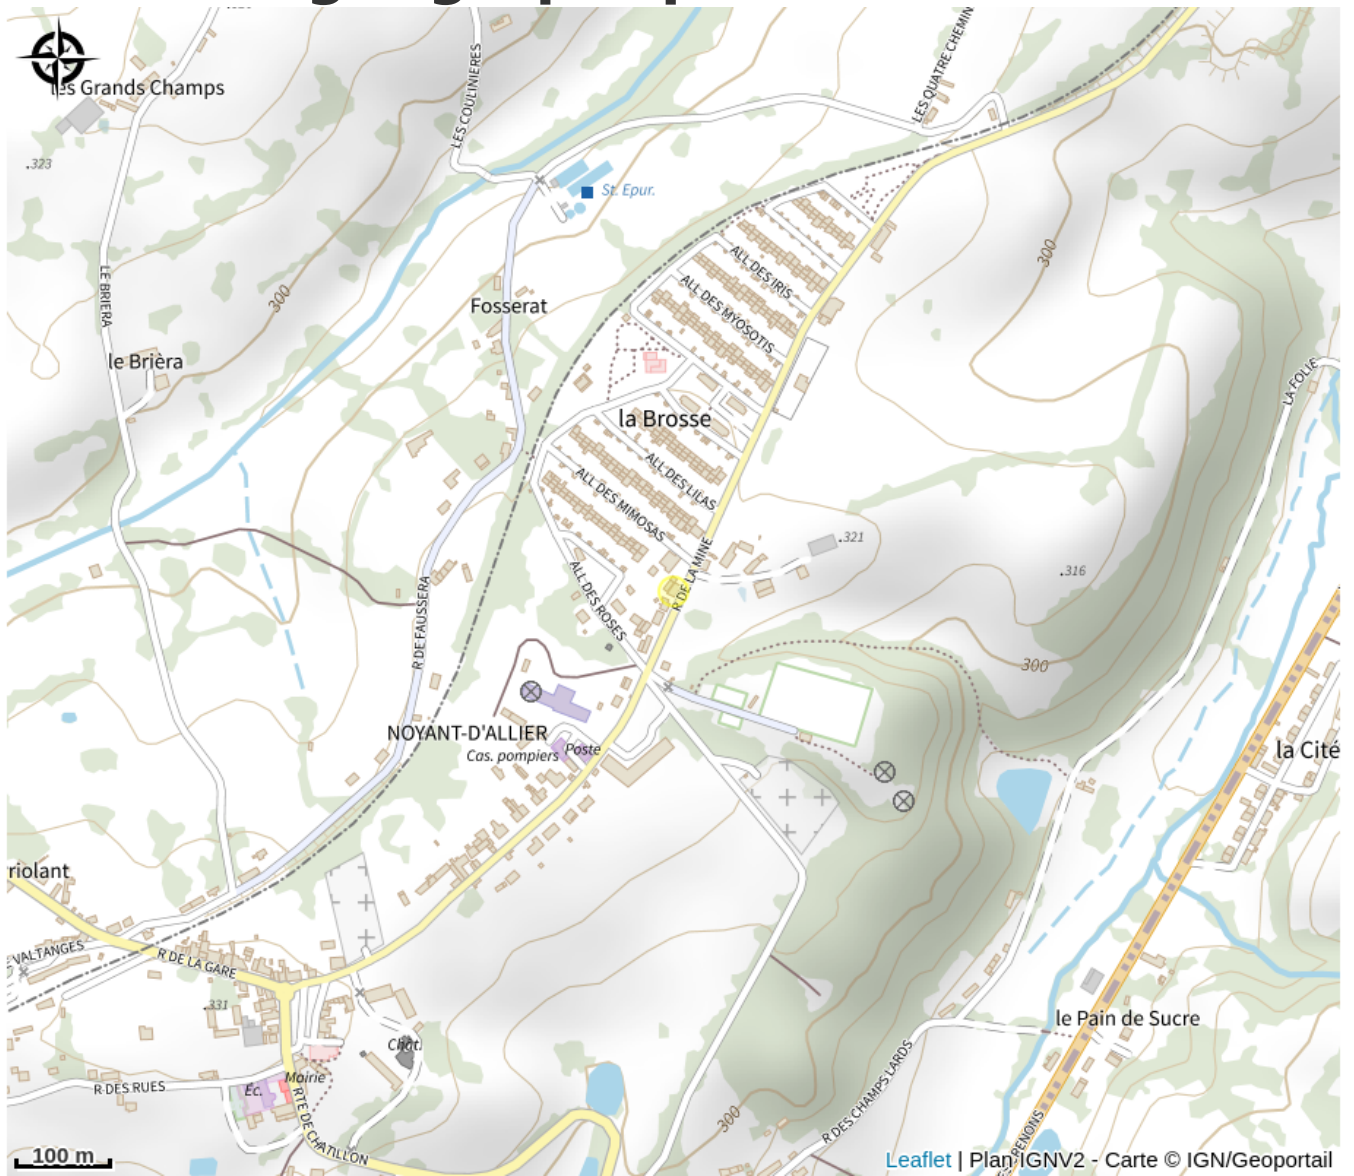 les Grands Champs
.323
LES COULINIERES
LES QUATRE CHEMIN
St. Epur.
LE BRIERA
300
300
Fosserat
ALL DES IRIS
ALL DES MYOSOTIS
le Brièra
LA FOLIE
la Brosse
ALL DES LILAS
ALL DES MIMOSAS
.321
.316
R DE LA MINE
ALL DES ROSES
R DE FAUSSERA
300
NOYANT-D'ALLIER
Cas. pompiers
Poste
la Cité
riolant
VALTANGES
R DE LA GARE
.331
le Pain de Sucre
Chât.
Mairie
Éc.
R DES RUES
RTE DE CHATILLON
300
R DES CHAMPS LARDS
RENONS
100 m
Leaflet | Plan IGNV2 - Carte © IGN/Geoportail